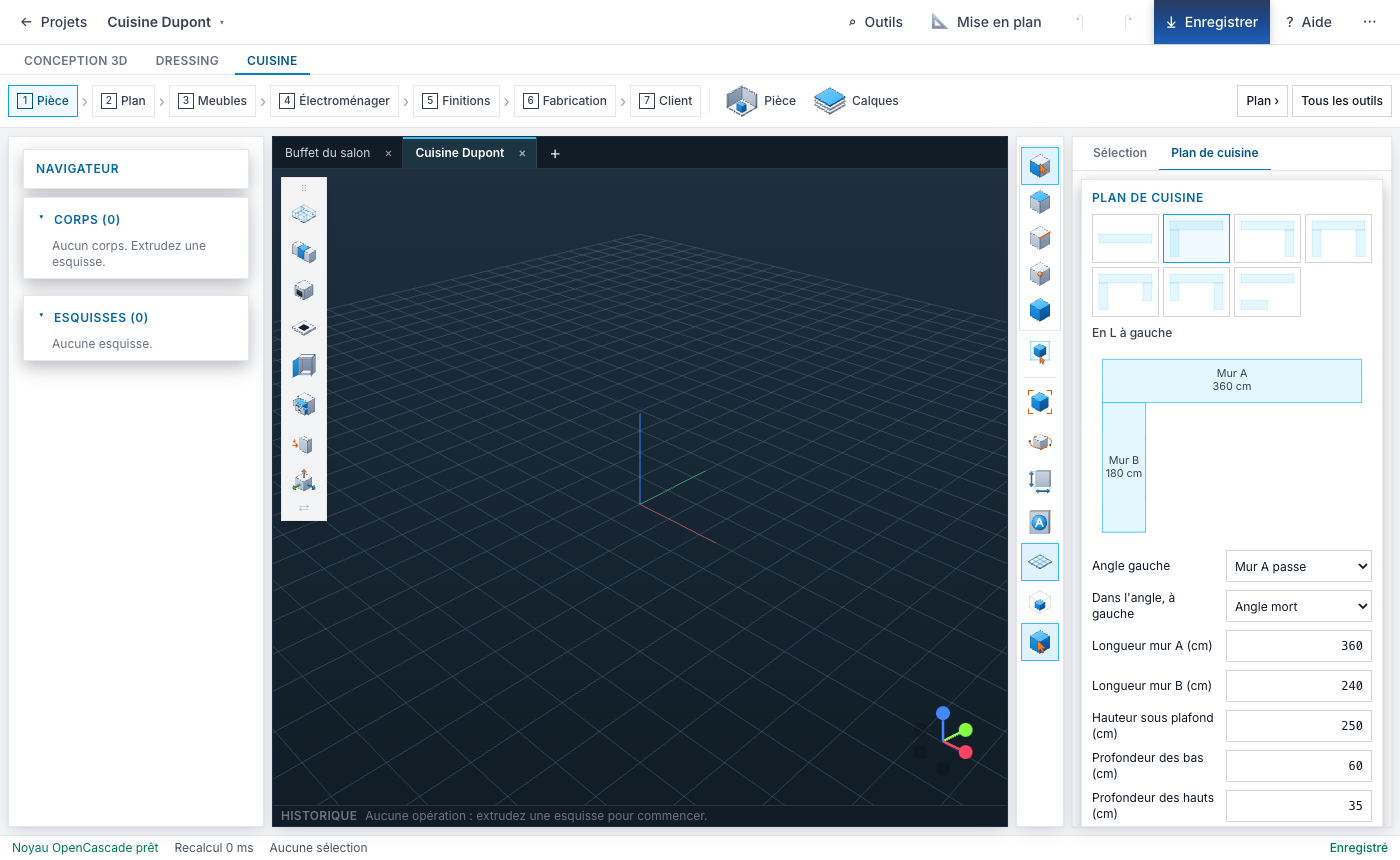 ← Projets Cuisine Dupont
Outils Mise en plan Enregistrer ? Aide ...
CONCEPTION 3D DRESSING CUISINE
1 Pièce › 2 Plan › 3 Meubles › 4 Électroménager › 5 Finitions › 6 Fabrication › 7 Client Pièce Calques Plan › Tous les outils
NAVIGATEUR
CORPS (0)
Aucun corps. Extrudez une
esquisse.
ESQUISSES (0)
Aucune esquisse.
Buffet du salon × Cuisine Dupont × +
A
HISTORIQUE Aucune opération : extrudez une esquisse pour commencer.
Sélection Plan de cuisine
PLAN DE CUISINE
En L à gauche
Mur A
360 cm
Mur B
180 cm
Angle gauche Mur A passe
Dans l'angle, à
gauche
Angle mort
Longueur mur A (cm) 360
Longueur mur B (cm) 240
Hauteur sous plafond
(cm)
250
Profondeur des bas
(cm)
60
Profondeur des hauts
(cm)
35
Noyau OpenCascade prêt Recalcul 0 ms Aucune sélection Enregistré